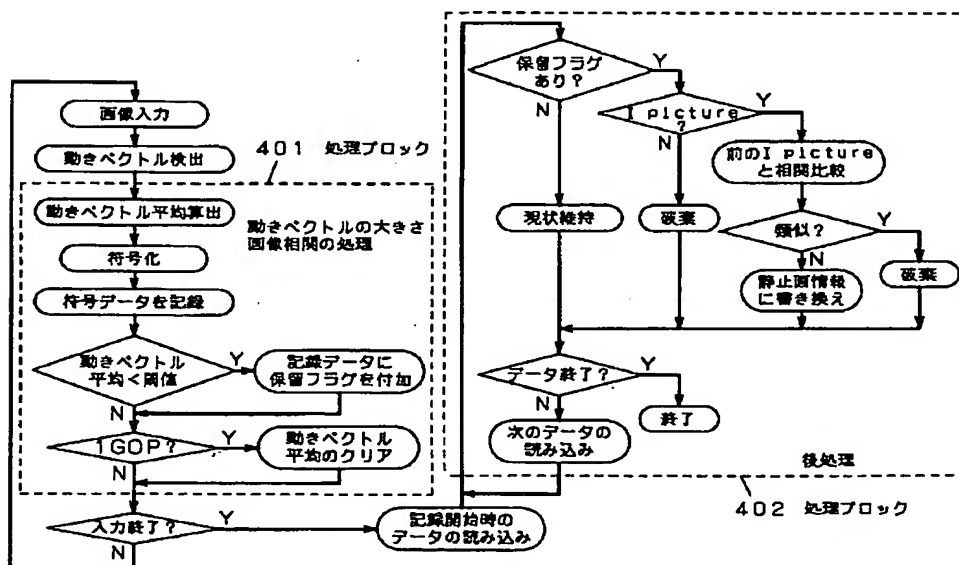 画像入力
動きベクトル検出
401 処理ブロック
動きベクトル平均算出
動きベクトルの大きさ
画像相関の処理
符号化
符号データを記録
動きベクトル
平均<閾値
Y
記録データに
保留フラグを付加
N
1GOP?
Y
動きベクトル
平均のクリア
N
入力終了?
Y
N
記録開始時の
データの読み込み
保留フラグ
あり?
Y
N
I picture
?
Y
N
前のI picture
と相関比較
現状維持
破棄
類似?
Y
N
静止画情報
に書き換え
破棄
データ終了?
Y
N
終了
次のデータの
読み込み
後処理
402 処理ブロック